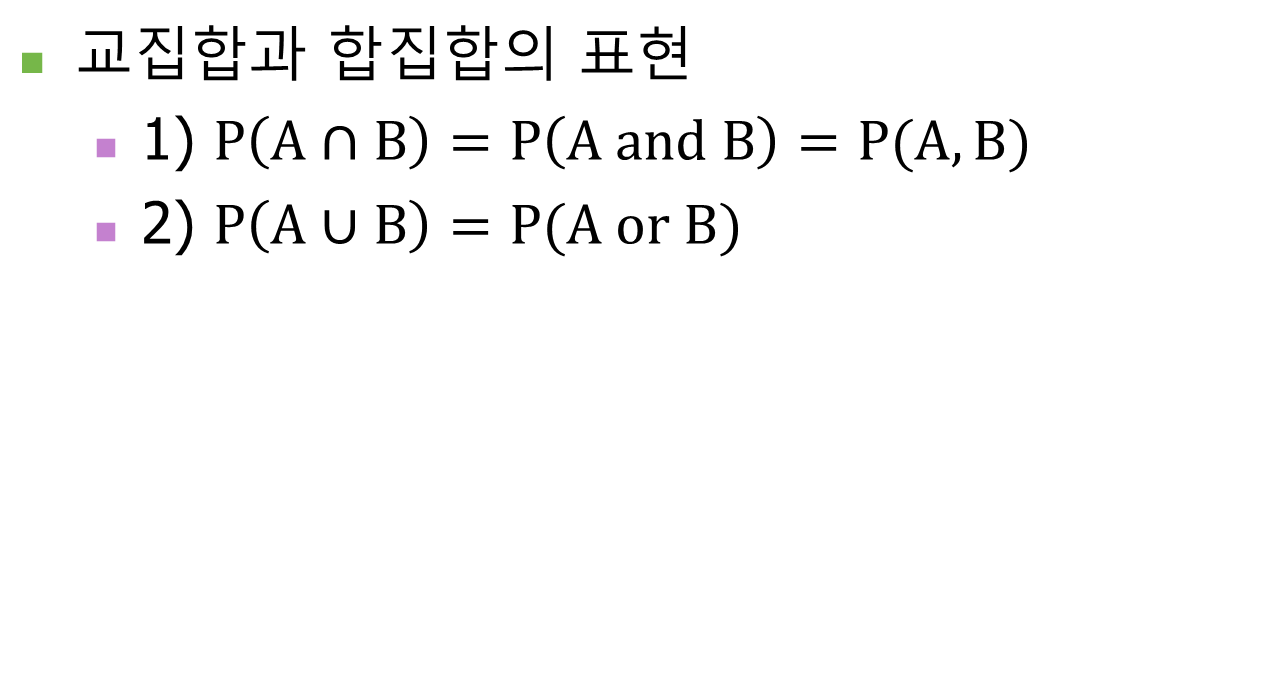 교집합과 합집합의 표현
1) P(A ∩ B) = P(A and B) = P(A, B)
2) P(A ∪ B) = P(A or B)